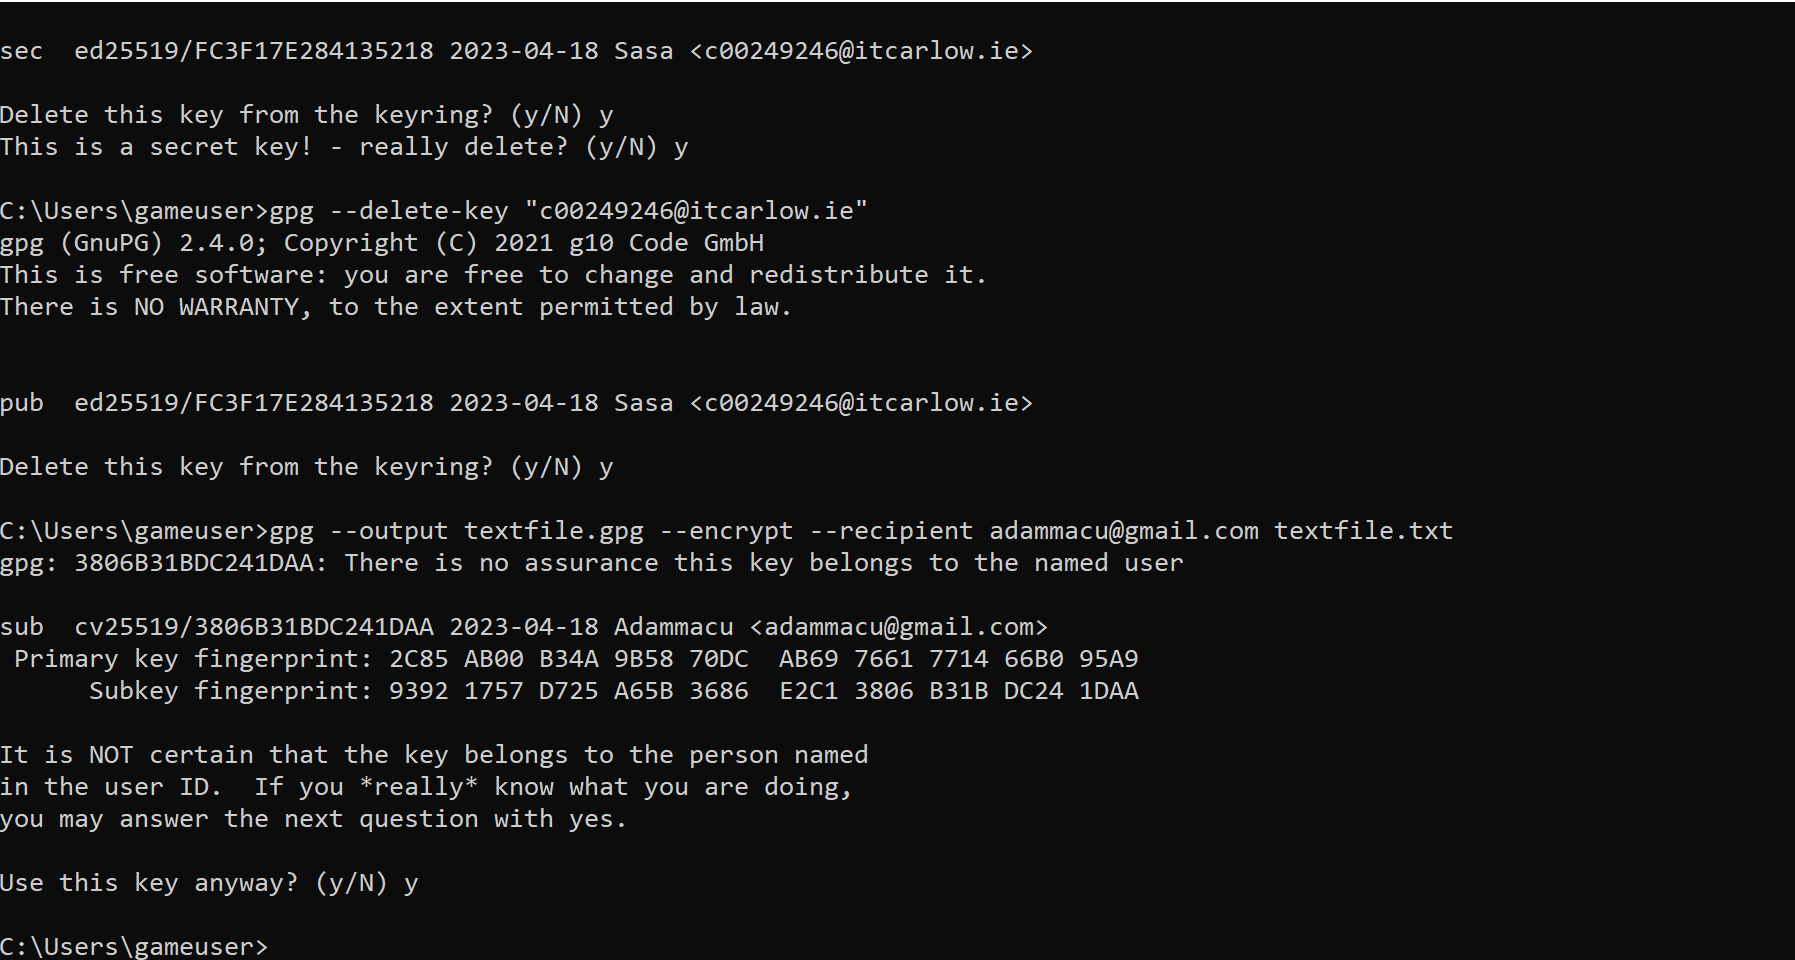 sec  ed25519/FC3F17E284135218 2023-04-18 Sasa <c00249246@itcarlow.ie>
Delete this key from the keyring? (y/N) y
This is a secret key! - really delete? (y/N) y
C:\Users\gameuser>gpg --delete-key "c00249246@itcarlow.ie"
gpg (GnuPG) 2.4.0; Copyright (C) 2021 g10 Code GmbH
This is free software: you are free to change and redistribute it.
There is NO WARRANTY, to the extent permitted by law.
pub  ed25519/FC3F17E284135218 2023-04-18 Sasa <c00249246@itcarlow.ie>
Delete this key from the keyring? (y/N) y
C:\Users\gameuser>gpg --output textfile.gpg --encrypt --recipient adammacu@gmail.com textfile.txt
gpg: 3806B31BDC241DAA: There is no assurance this key belongs to the named user
sub  cv25519/3806B31BDC241DAA 2023-04-18 Adammacu <adammacu@gmail.com>
 Primary key fingerprint: 2C85 AB00 B34A 9B58 70DC  AB69 7661 7714 66B0 95A9
      Subkey fingerprint: 9392 1757 D725 A65B 3686  E2C1 3806 B31B DC24 1DAA
It is NOT certain that the key belongs to the person named
in the user ID.  If you *really* know what you are doing,
you may answer the next question with yes.
Use this key anyway? (y/N) y
C:\Users\gameuser>